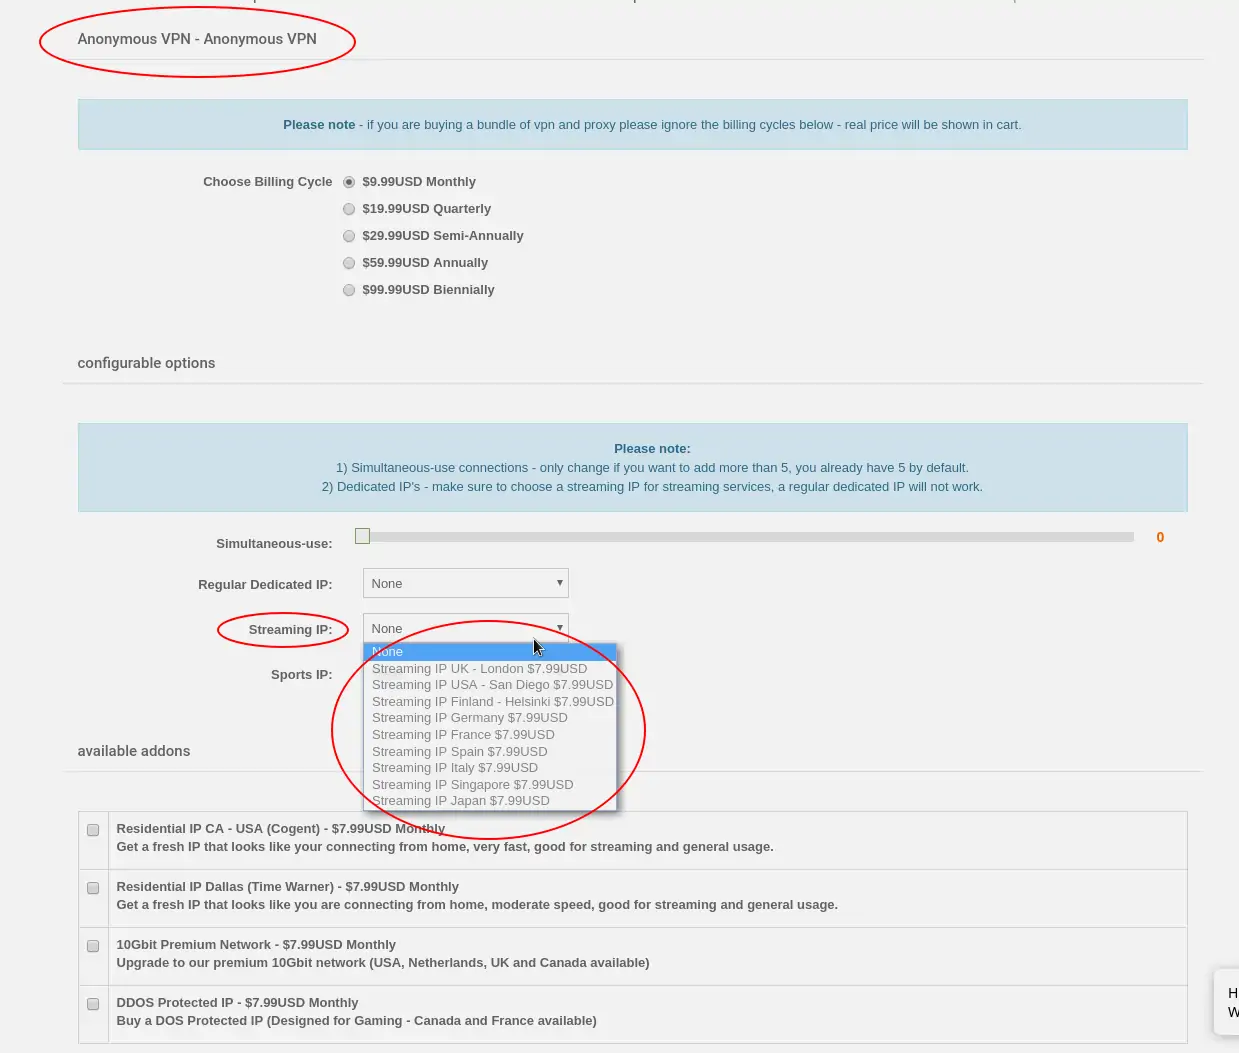 Anonymous VPN - Anonymous VPN
Please note - if you are buying a bundle of vpn and proxy please ignore the billing cycles below - real price will be shown in cart.
Choose Billing Cycle
$9.99USD Monthly
$19.99USD Quarterly
$29.99USD Semi-Annually
$59.99USD Annually
$99.99USD Biennially
configurable options
Please note:
1) Simultaneous-use connections - only change if you want to add more than 5, you already have 5 by default.
2) Dedicated IP's - make sure to choose a streaming IP for streaming services, a regular dedicated IP will not work.
Simultaneous-use:
0
Regular Dedicated IP:
None
Streaming IP:
None
None
Streaming IP UK - London $7.99USD
Streaming IP USA - San Diego $7.99USD
Streaming IP Finland - Helsinki $7.99USD
Streaming IP Germany $7.99USD
Streaming IP France $7.99USD
Streaming IP Spain $7.99USD
Streaming IP Italy $7.99USD
Streaming IP Singapore $7.99USD
Streaming IP Japan $7.99USD
Sports IP:
available addons
Residential IP CA - USA (Cogent) - $7.99USD Monthly
Get a fresh IP that looks like your connecting from home, very fast, good for streaming and general usage.
Residential IP Dallas (Time Warner) - $7.99USD Monthly
Get a fresh IP that looks like you are connecting from home, moderate speed, good for streaming and general usage.
10Gbit Premium Network - $7.99USD Monthly
Upgrade to our premium 10Gbit network (USA, Netherlands, UK and Canada available)
DDOS Protected IP - $7.99USD Monthly
Buy a DOS Protected IP (Designed for Gaming - Canada and France available)